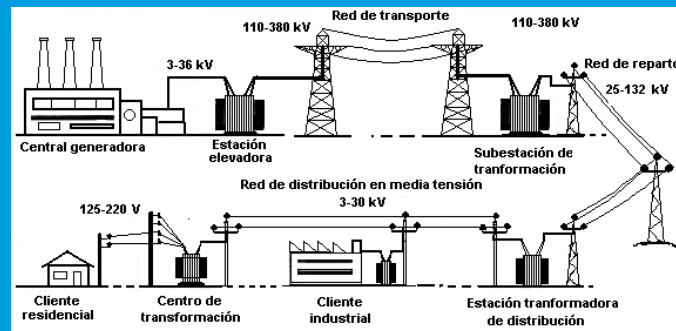 110-380 kV
Red de transporte
110-380 kV
3-36 kV
Red de reparto
25-132 kV
Central generadora
Estación
elevadora
Subestación de
tranformación
Red de distribución en media tensión
125-220 V
3-30 kV
Cliente
residencial
Centro de
transformación
Cliente
industrial
Estación tranformadora
de distribución